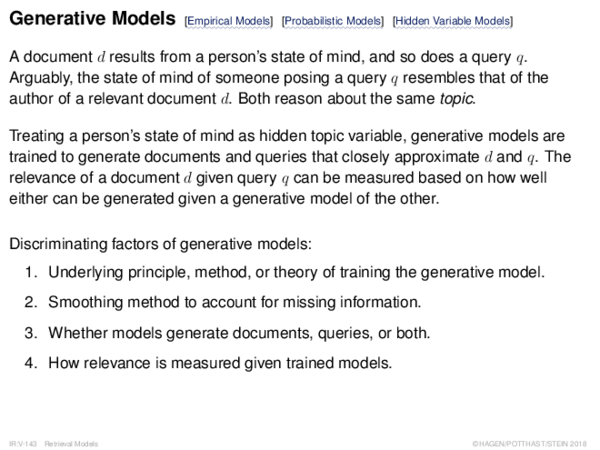 Generative Models [Empirical Models] [Probabilistic Models] [Hidden Variable Models]
A document d results from a person's state of mind, and so does a query q.
Arguably, the state of mind of someone posing a query q resembles that of the
author of a relevant document d. Both reason about the same topic.
Treating a person's state of mind as hidden topic variable, generative models are
trained to generate documents and queries that closely approximate d and q. The
relevance of a document d given query q can be measured based on how well
either can be generated given a generative model of the other.
Discriminating factors of generative models:
1. Underlying principle, method, or theory of training the generative model.
2. Smoothing method to account for missing information.
3. Whether models generate documents, queries, or both.
4. How relevance is measured given trained models.
IR:V-143 Retrieval Models ©HAGEN/POTTHAST/STEIN 2018